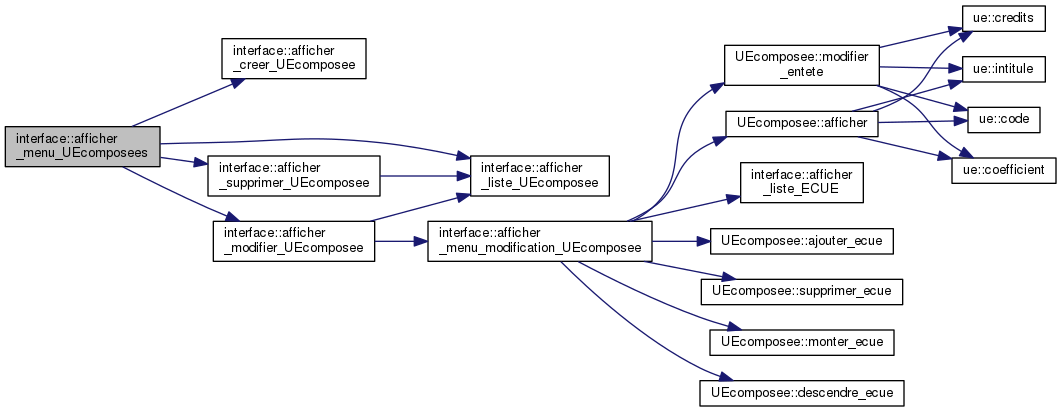 interface::afficher
_menu_UEcomposees
interface::afficher
_creer_UEcomposee
interface::afficher
_supprimer_UEcomposee
interface::afficher
_modifier_UEcomposee
interface::afficher
_liste_UEcomposee
interface::afficher
_menu_modification_UEcomposee
UEcomposee::modifier
_entete
UEcomposee::afficher
interface::afficher
_liste_ECUE
UEcomposee::ajouter_ecue
UEcomposee::supprimer_ecue
UEcomposee::monter_ecue
UEcomposee::descendre_ecue
ue::credits
ue::intitule
ue::code
ue::coefficient